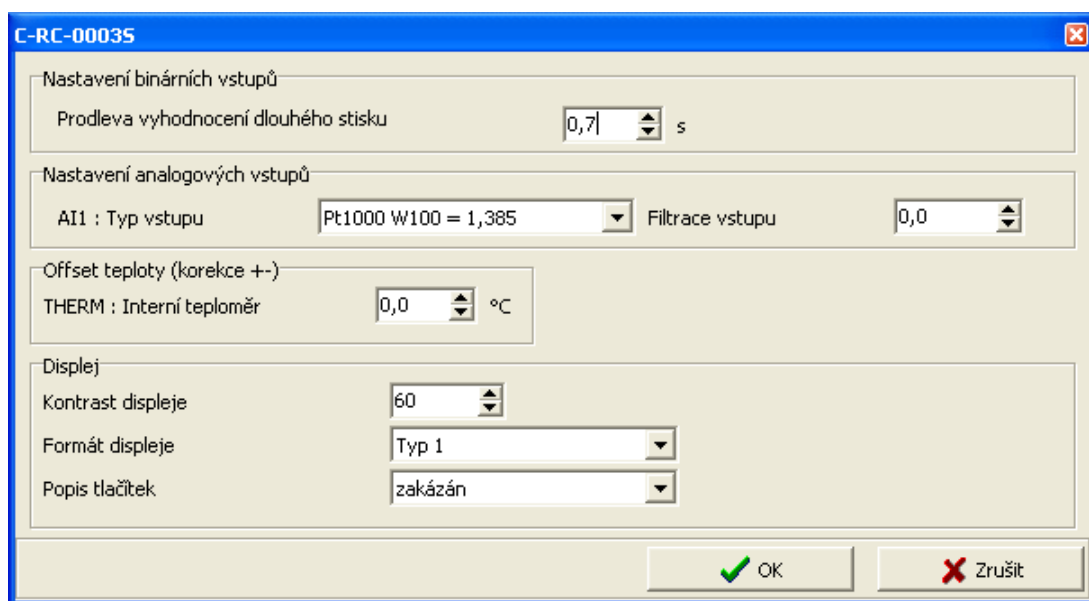 C-RC-0003S
Nastavení binárních vstupů
Prodleva vyhodnocení dlouhého stisku 0,7 s
Nastavení analogových vstupů
AI1 : Typ vstupu Pt1000 W100 = 1,385 Filtrace vstupu 0,0
Offset teploty (korekce +-)
THERM : Interní teploměr 0,0 °C
Displej
Kontrast displeje 60
Formát displeje Typ 1
Popis tlačítek zakázán
OK Zrušit